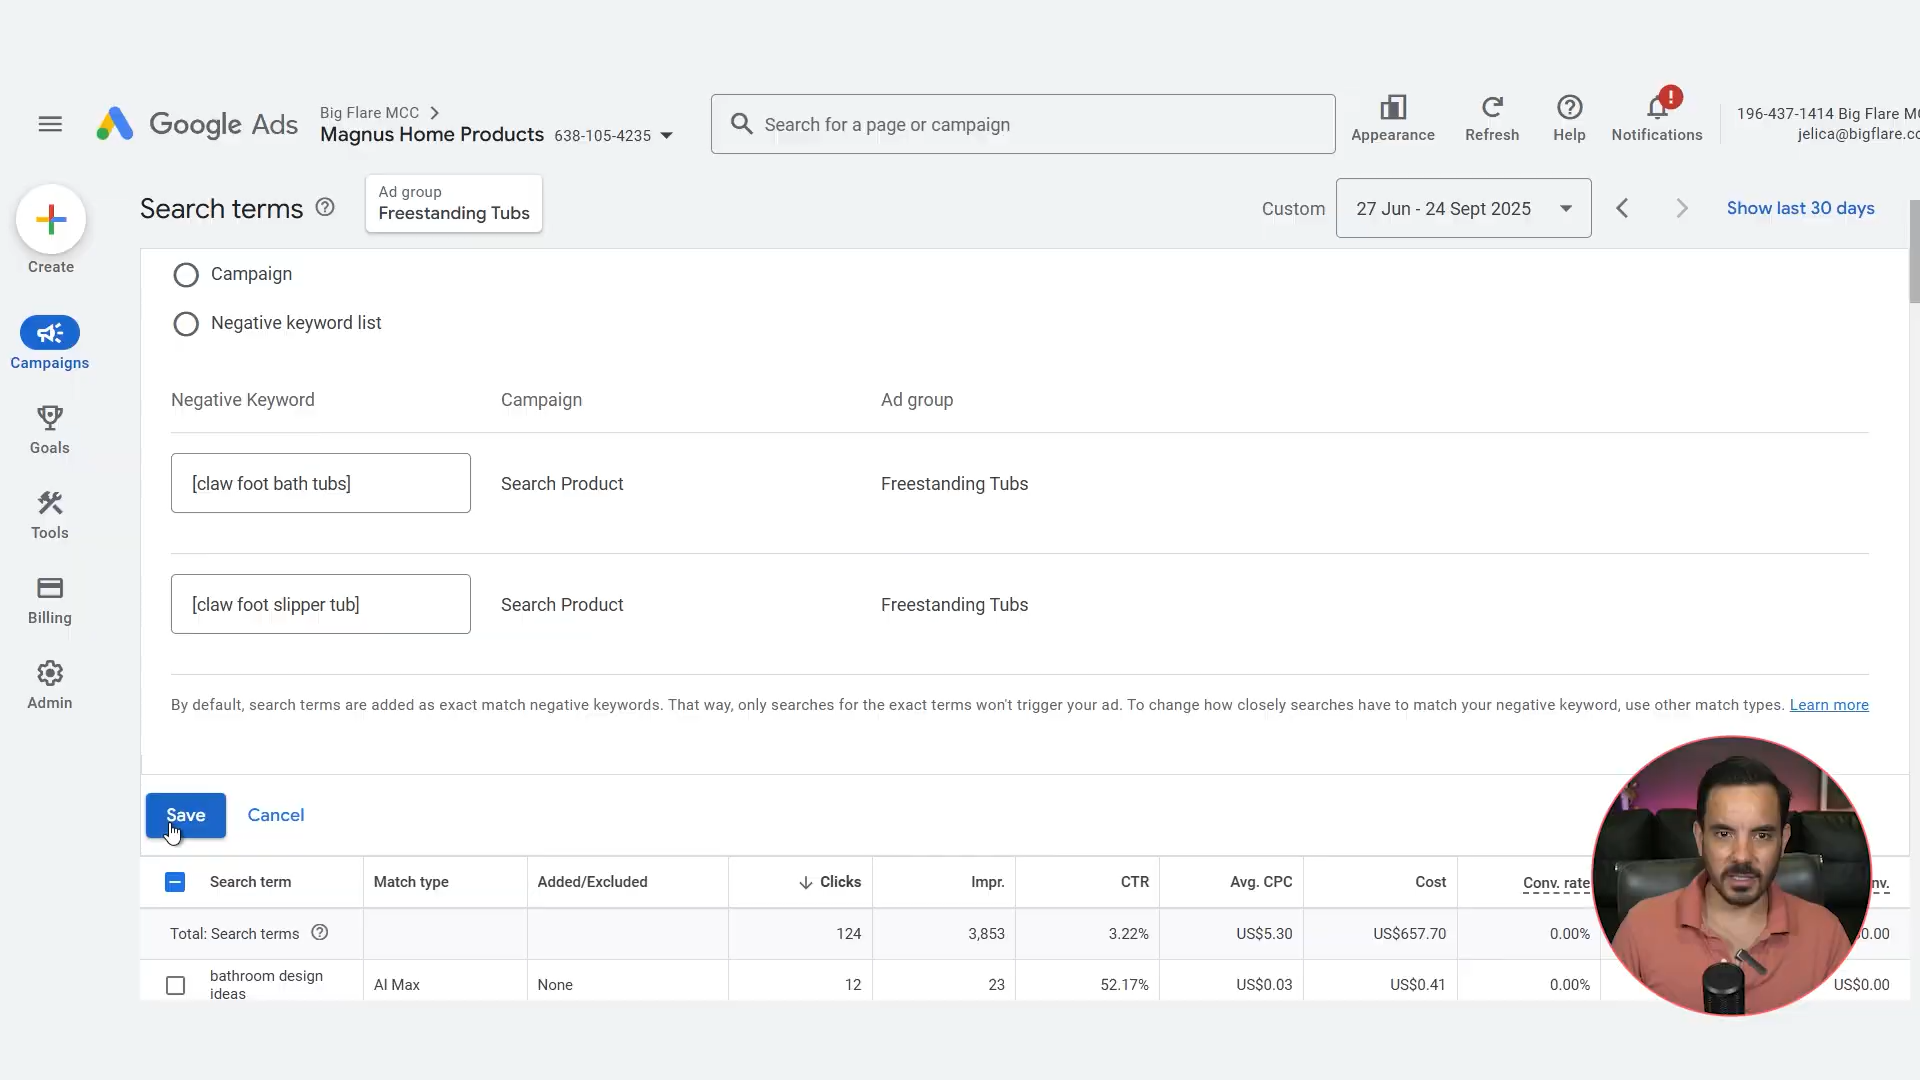 Google Ads
Big Flare MCC
Magnus Home Products 638-105-4235
Search for a page or campaign
Appearance
Refresh
Help
Notifications
196-437-1414 Big Flare MC
jelica@bigflare.co
Create
Campaigns
Goals
Tools
Billing
Admin
Search terms
Ad group
Freestanding Tubs
Custom
27 Jun - 24 Sept 2025
Show last 30 days
Campaign
Negative keyword list
Negative Keyword Campaign Ad group
[claw foot bath tubs] Search Product Freestanding Tubs
[claw foot slipper tub] Search Product Freestanding Tubs
By default, search terms are added as exact match negative keywords. That way, only searches for the exact terms won't trigger your ad. To change how closely searches have to match your negative keyword, use other match types. Learn more
Save Cancel
Search term Match type Added/Excluded Clicks Impr. CTR Avg. CPC Cost Conv. rate nv.
Total: Search terms 124 3,853 3.22% US$5.30 US$657.70 0.00% 0.00
bathroom design ideas AI Max None 12 23 52.17% US$0.03 US$0.41 0.00% US$0.00